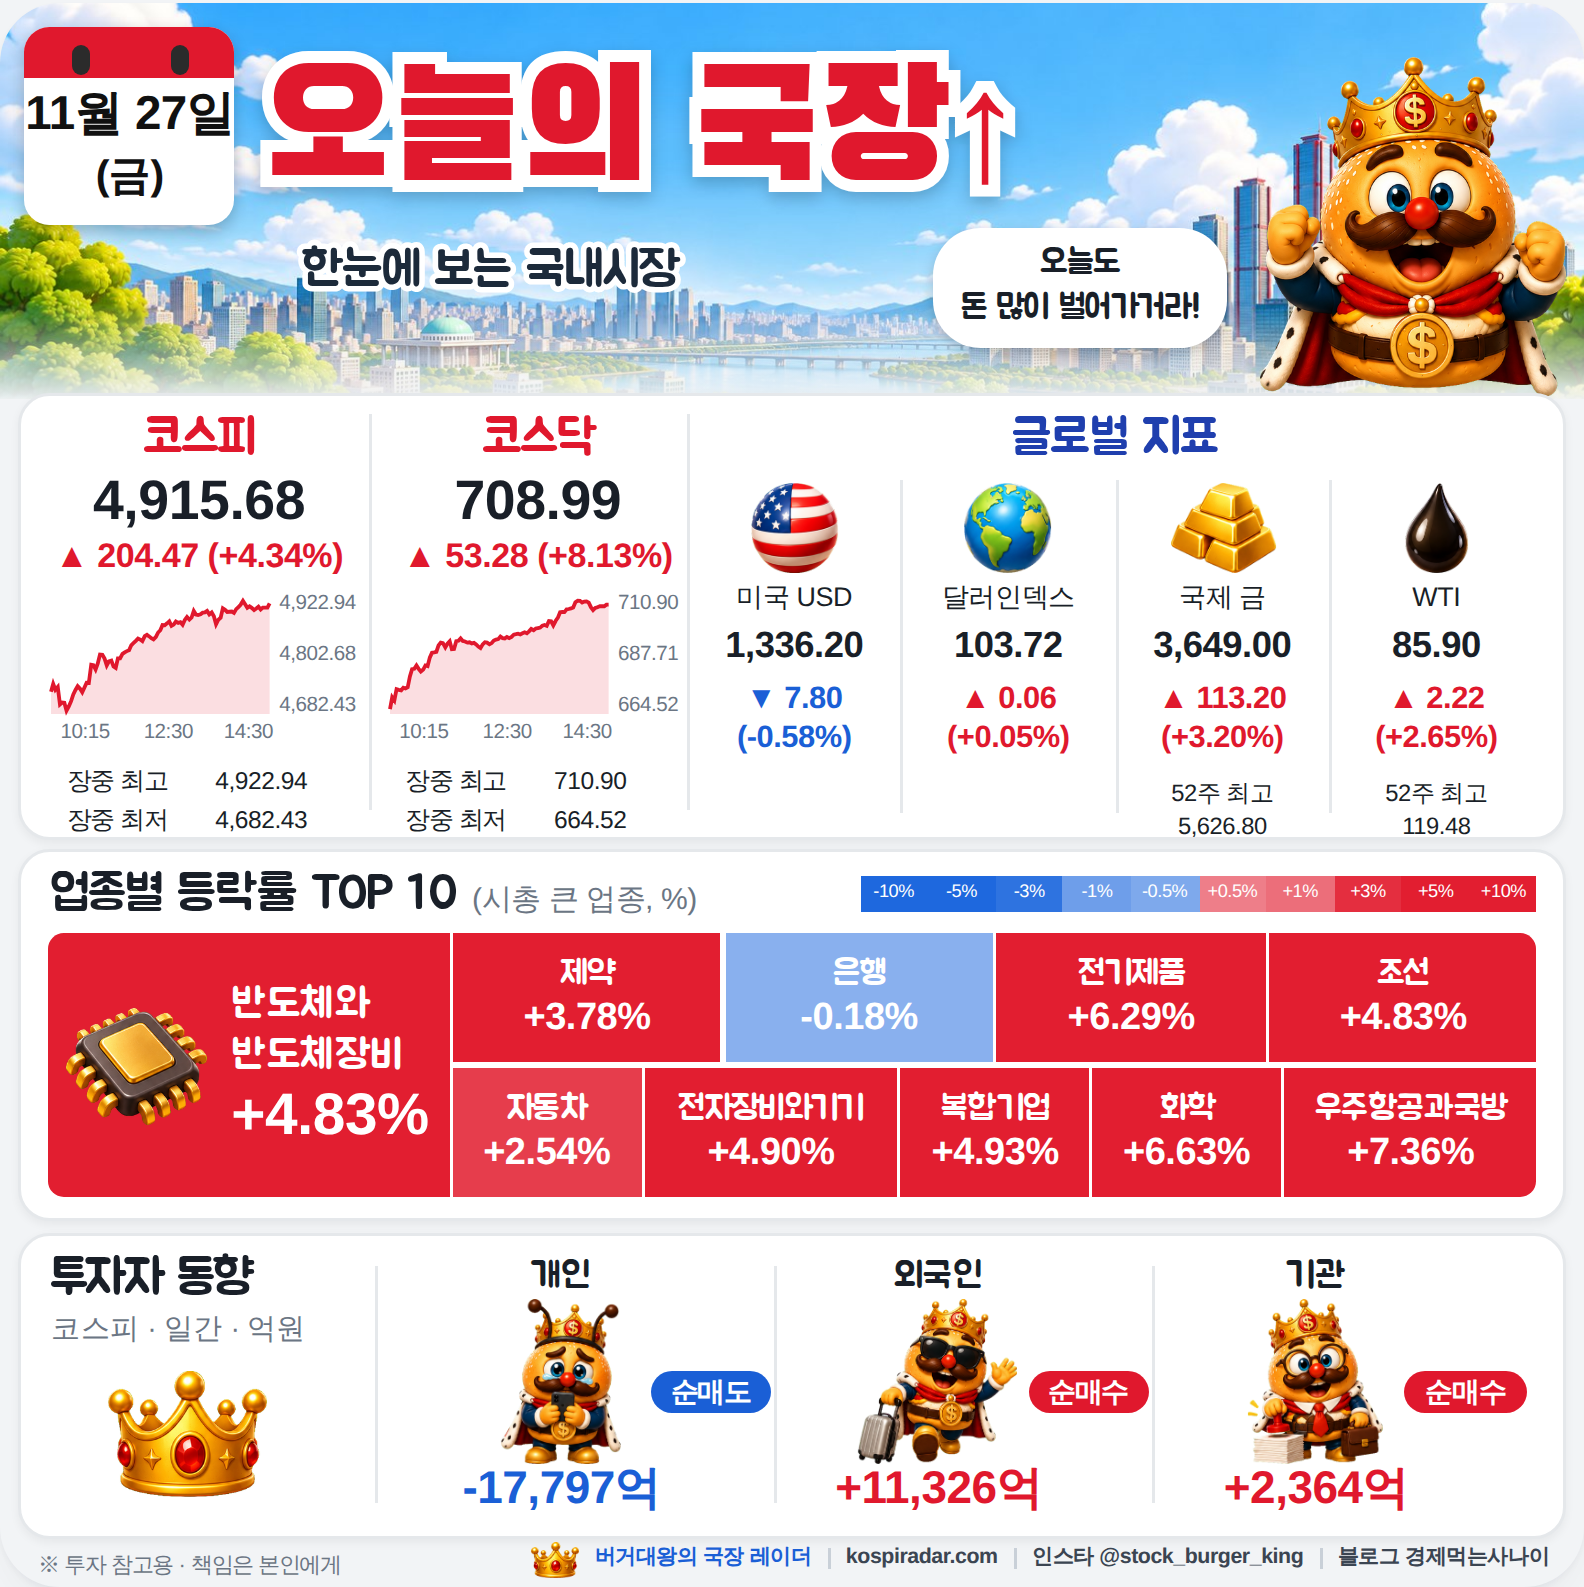 11월 27일
(금)
오늘의 국장↑
한눈에 보는 국내시장
오늘도
돈 많이 벌어가거라!
코스피
4,915.68
▲ 204.47 (+4.34%)
4,922.94
4,802.68
4,682.43
10:15 12:30 14:30
장중 최고 4,922.94
장중 최저 4,682.43
코스닥
708.99
▲ 53.28 (+8.13%)
710.90
687.71
664.52
10:15 12:30 14:30
장중 최고 710.90
장중 최저 664.52
글로벌 지표
미국 USD
1,336.20
▼ 7.80
(-0.58%)
달러인덱스
103.72
▲ 0.06
(+0.05%)
국제 금
3,649.00
▲ 113.20
(+3.20%)
52주 최고
5,626.80
WTI
85.90
▲ 2.22
(+2.65%)
52주 최고
119.48
업종별 등락률 TOP 10 (시총 큰 업종, %)
-10% -5% -3% -1% -0.5% +0.5% +1% +3% +5% +10%
반도체와
반도체장비
+4.83%
제약
+3.78%
은행
-0.18%
전기제품
+6.29%
조선
+4.83%
자동차
+2.54%
전자장비와기기
+4.90%
복합기업
+4.93%
화학
+6.63%
우주항공과국방
+7.36%
투자자 동향
코스피 · 일간 · 억원
개인
순매도
-17,797억
외국인
순매수
+11,326억
기관
순매수
+2,364억
※ 투자 참고용 · 책임은 본인에게
버거대왕의 국장 레이더 | kospiradar.com | 인스타 @stock_burger_king | 블로그 경제먹는사나이